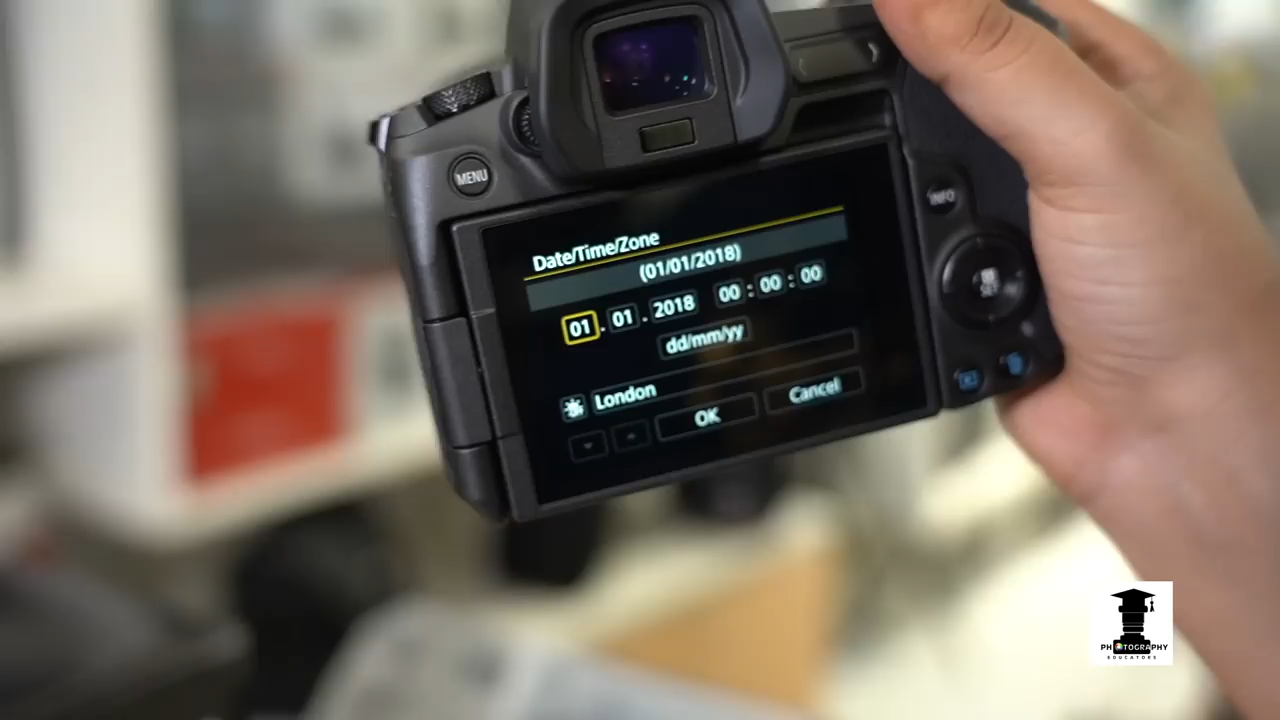 MENU
INFO
Date/Time/Zone
(01/01/2018)
01 . 01 . 2018 00 : 00 : 00
dd/mm/yy
London
OK Cancel
PHOTOGRAPHY
EDUCATORS